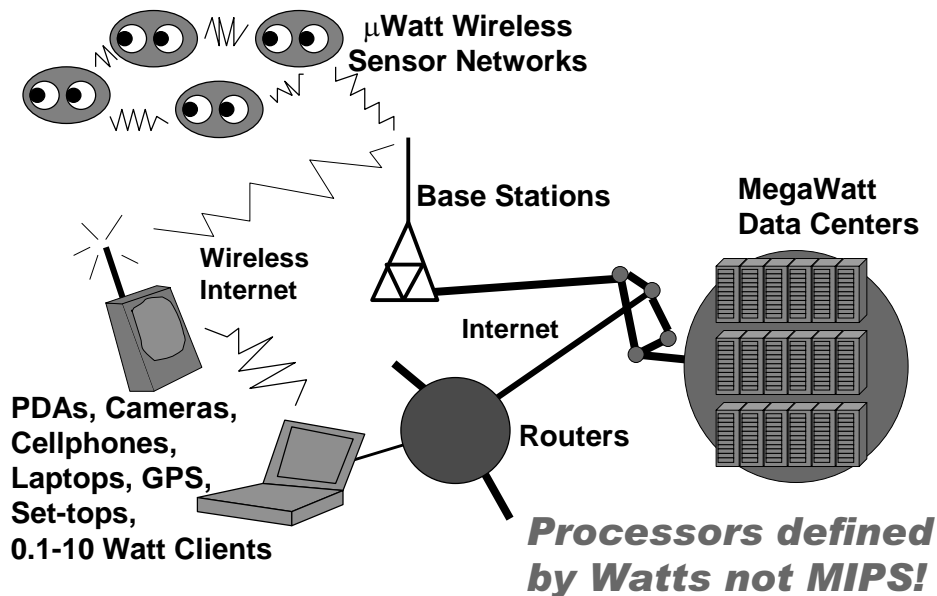 µWatt Wireless
Sensor Networks
Base Stations
MegaWatt
Data Centers
Wireless
Internet
Internet
PDAs, Cameras,
Cellphones,
Laptops, GPS,
Set-tops,
0.1-10 Watt Clients
Routers
Processors defined
by Watts not MIPS!